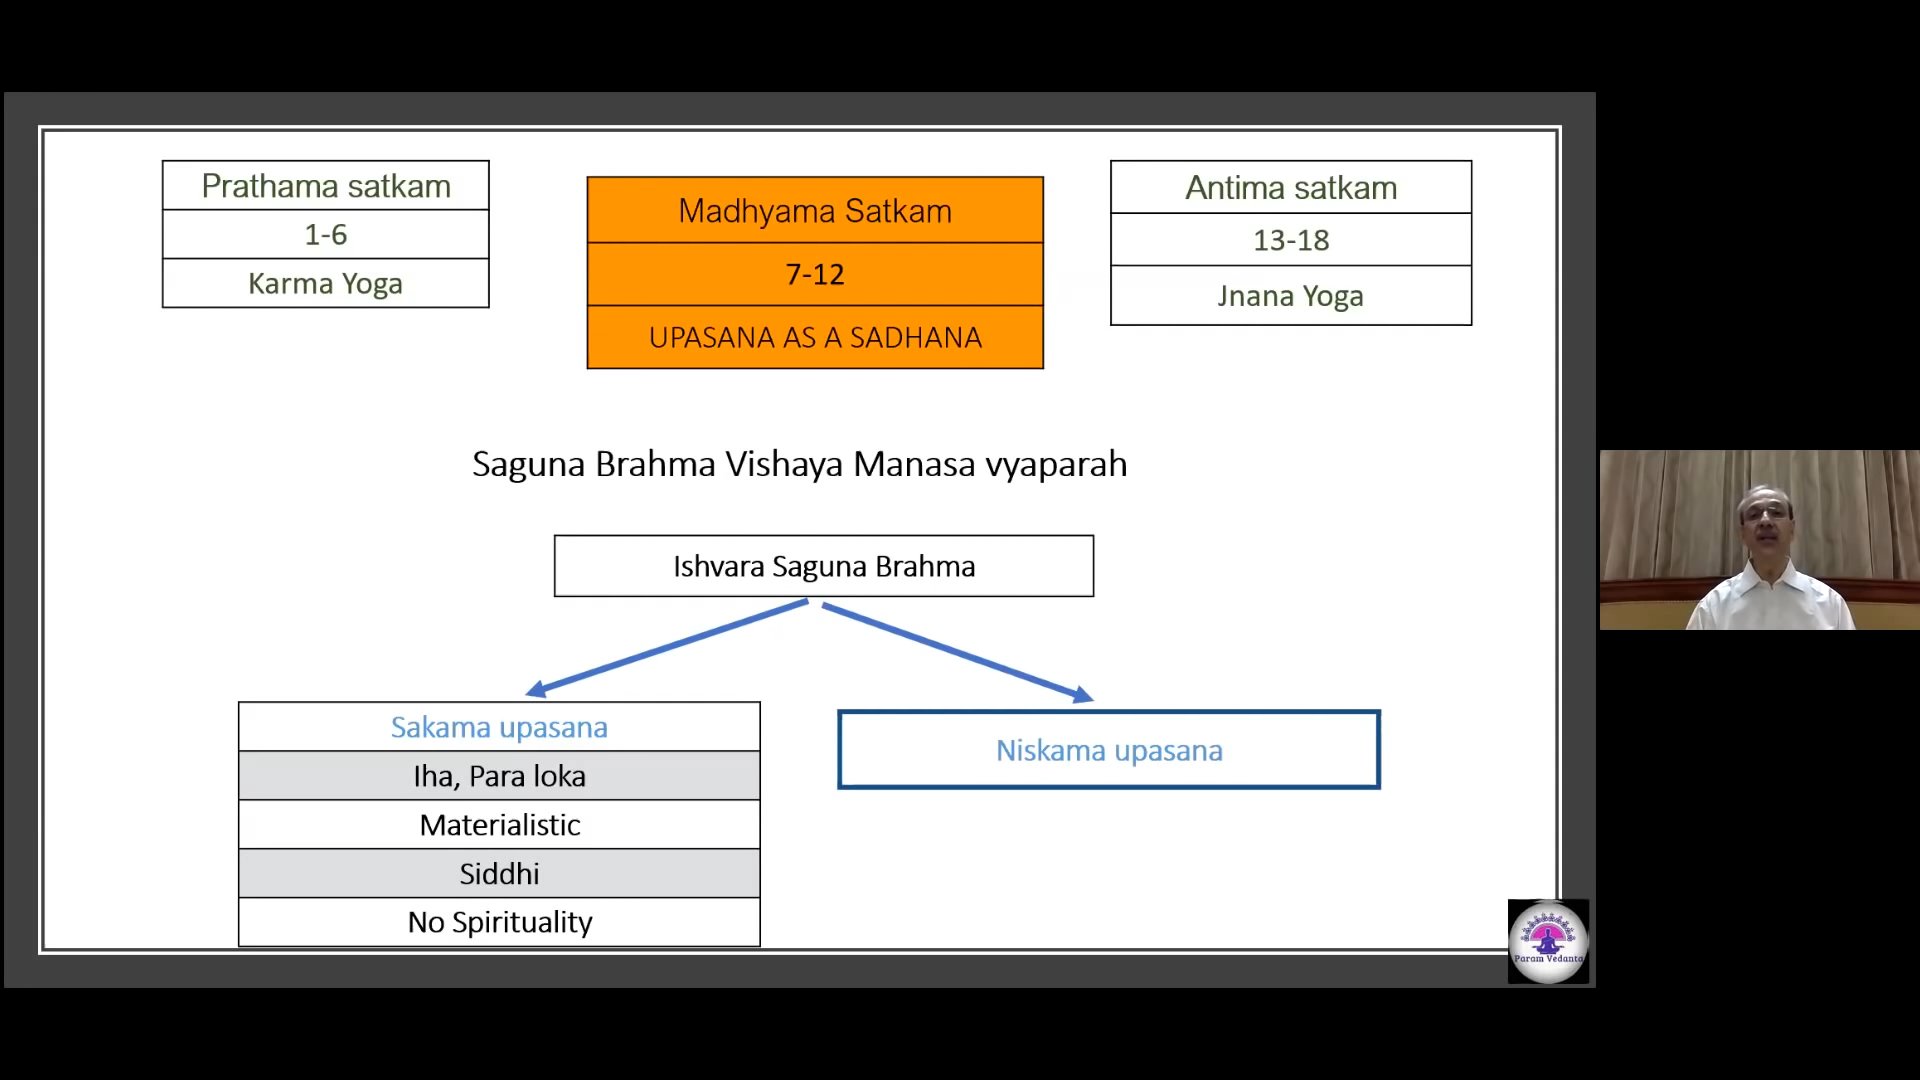 Prathama satkam
1-6
Karma Yoga
Madhyama Satkam
7-12
UPASANA AS A SADHANA
Antima satkam
13-18
Jnana Yoga
Saguna Brahma Vishaya Manasa vyaparah
Ishvara Saguna Brahma
Sakama upasana
Iha, Para loka
Materialistic
Siddhi
No Spirituality
Niskama upasana
Param Vedanta